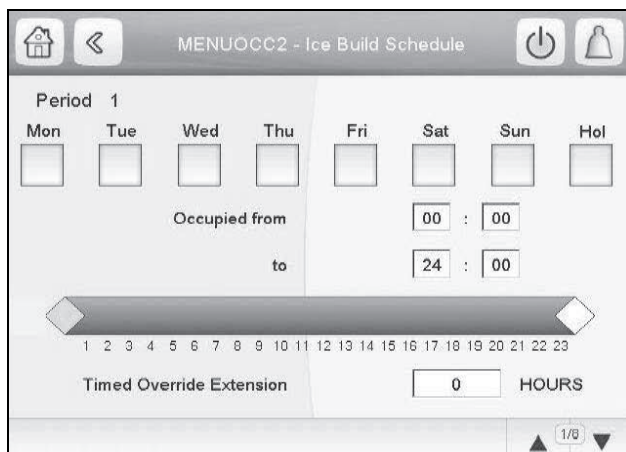 MENUOCC2 - Ice Build Schedule
Period 1
Mon Tue Wed Thu Fri Sat Sun Hol
Occupied from 00 : 00
to 24 : 00
1 2 3 4 5 6 7 8 9 10 11 12 13 14 15 16 17 18 19 20 21 22 23
Timed Override Extension 0 HOURS
1/6